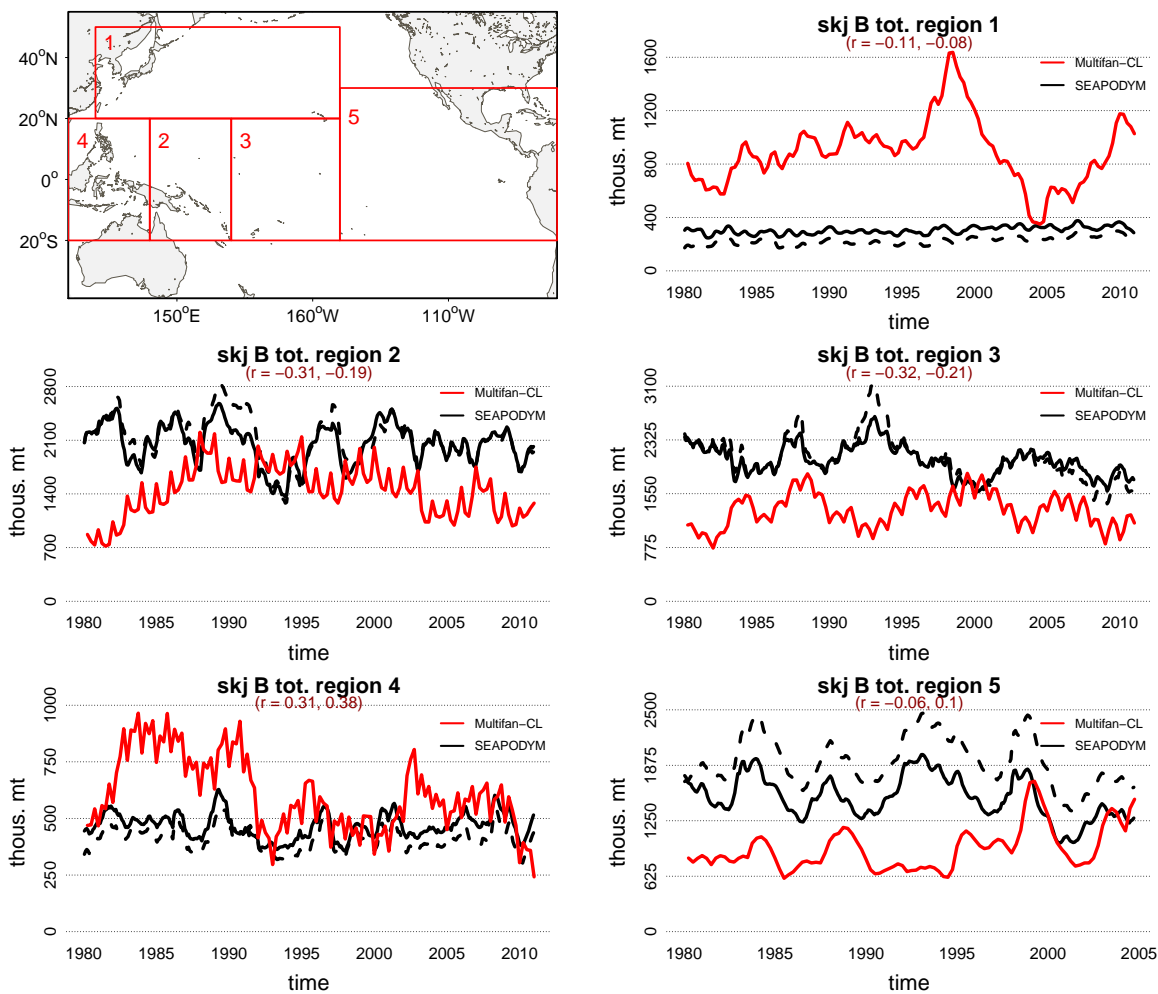 40°N
20°N
0°
20°S
150°E 160°W 110°W
1
2
3
4
5
skj B tot. region 1
(r = −0.11, −0.08)
Multifan−CL
SEAPODYM
thous. mt
0 400 800 1200 1600
1980 1985 1990 1995 2000 2005 2010
time
skj B tot. region 2
(r = −0.31, −0.19)
Multifan−CL
SEAPODYM
thous. mt
0 700 1400 2100 2800
1980 1985 1990 1995 2000 2005 2010
time
skj B tot. region 3
(r = −0.32, −0.21)
Multifan−CL
SEAPODYM
thous. mt
0 775 1550 2325 3100
1980 1985 1990 1995 2000 2005 2010
time
skj B tot. region 4
(r = 0.31, 0.38)
Multifan−CL
SEAPODYM
thous. mt
0 250 500 750 1000
1980 1985 1990 1995 2000 2005 2010
time
skj B tot. region 5
(r = −0.06, 0.1)
Multifan−CL
SEAPODYM
thous. mt
0 625 1250 1875 2500
1980 1985 1990 1995 2000 2005
time